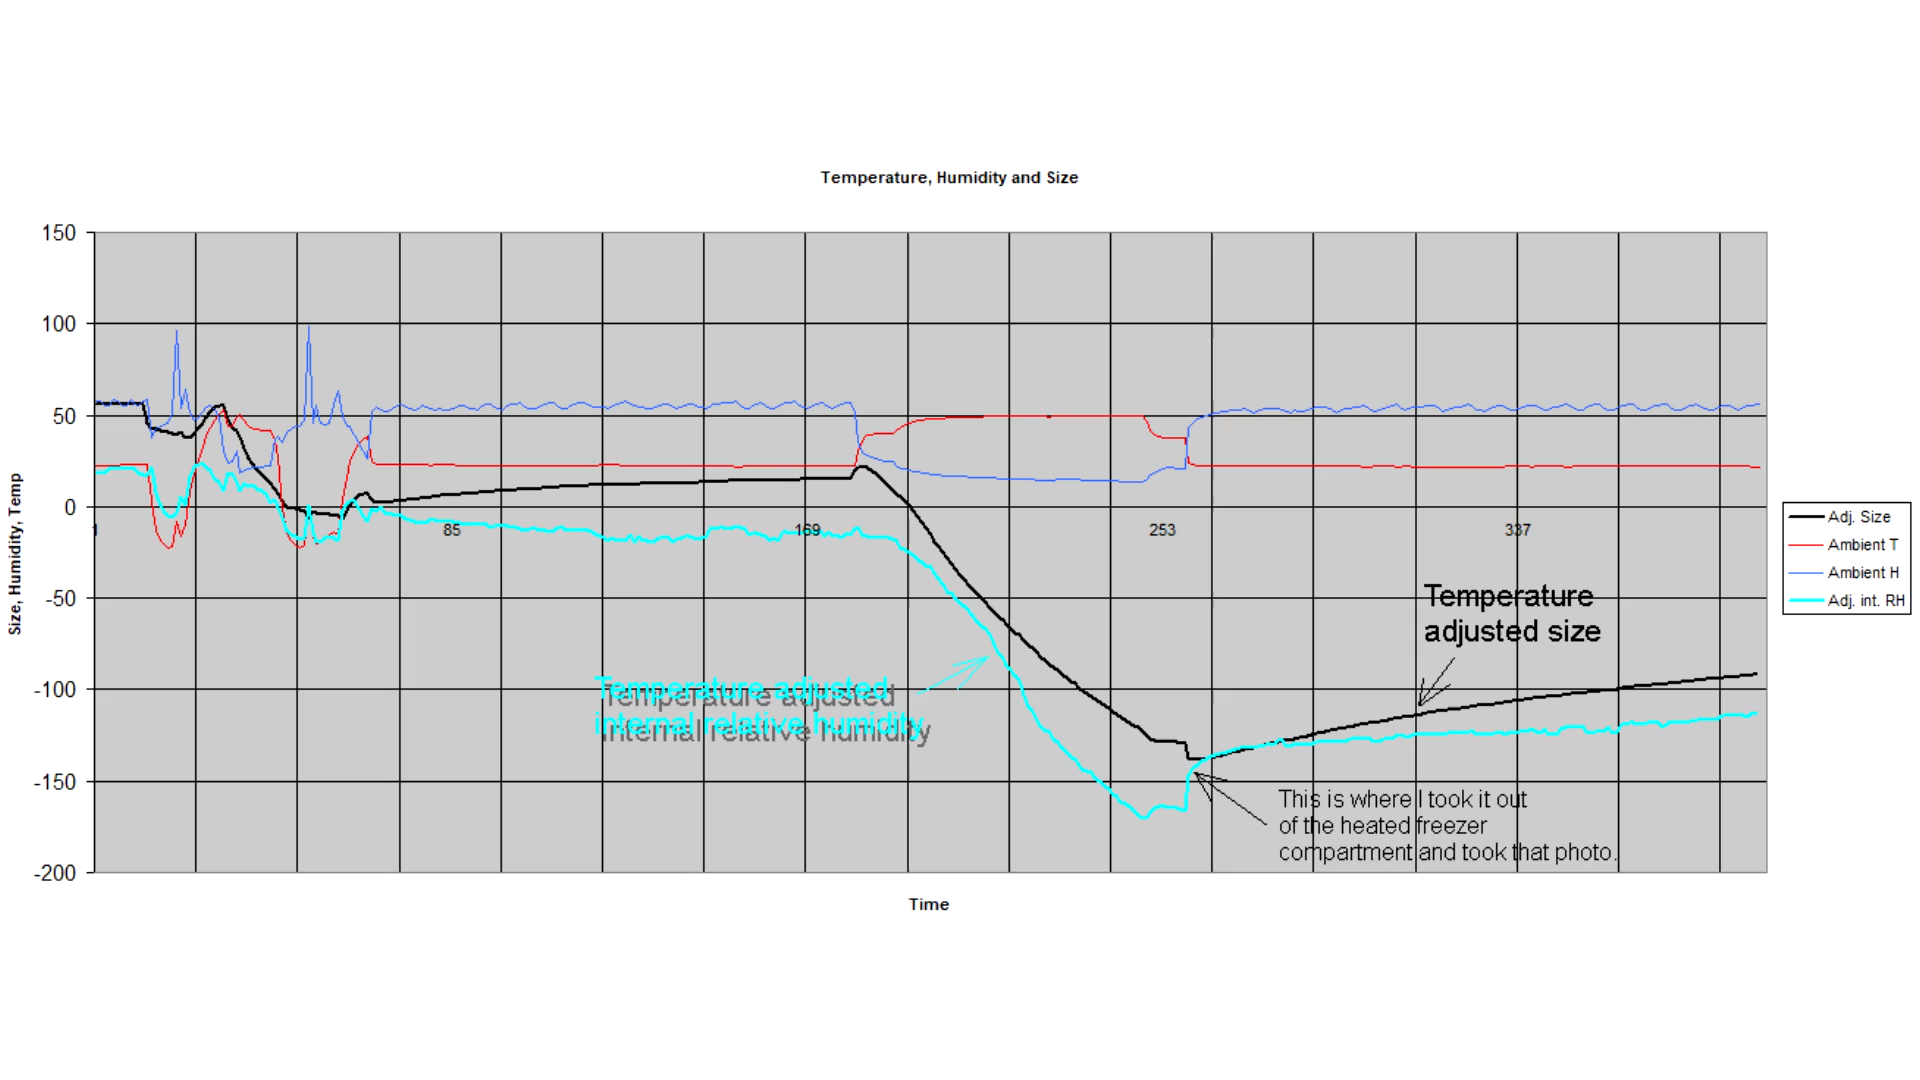 Temperature, Humidity and Size
150
100
50
0
-50
-100
-150
-200
Size, Humidity, Temp
1
85
169
253
337
Time
Adj. Size
Ambient T
Ambient H
Adj. int. RH
Temperature
adjusted size
Temperature adjusted
internal relative humidity
This is where I took it out
of the heated freezer
compartment and took that photo.